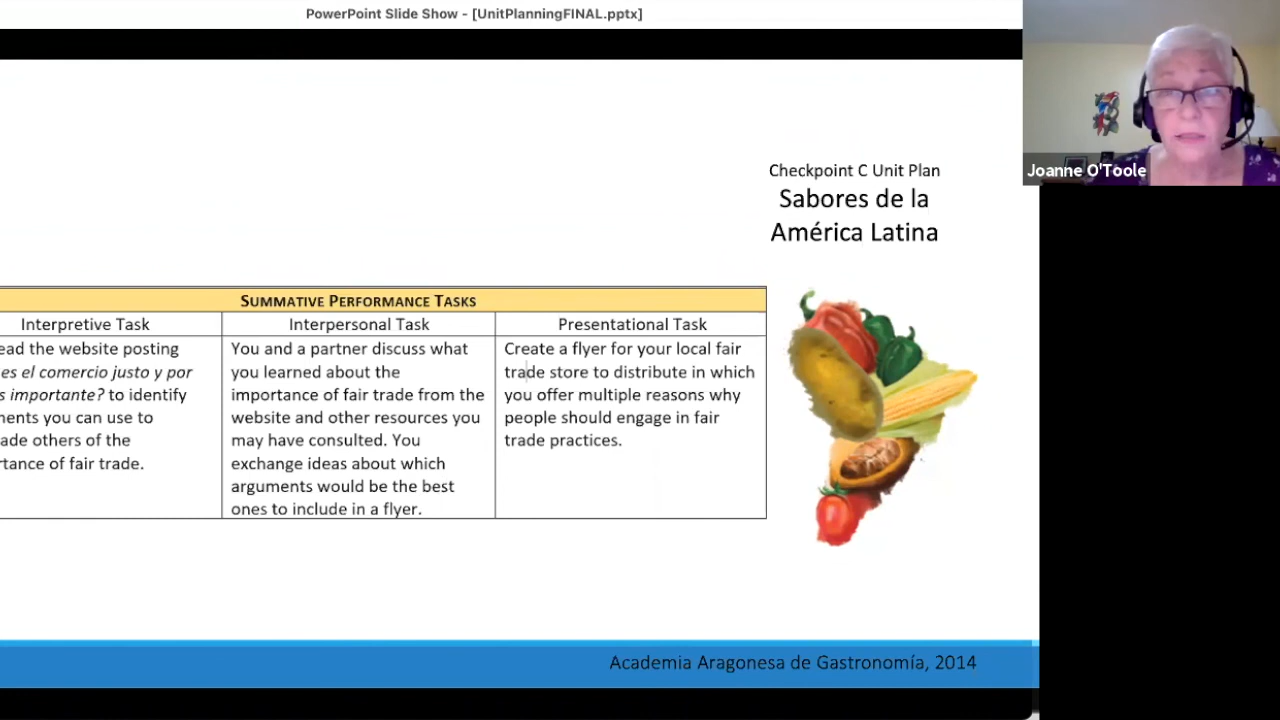 PowerPoint Slide Show - [UnitPlanningFINAL.pptx]
Joanne O'Toole
Checkpoint C Unit Plan
Sabores de la
América Latina
SUMMATIVE PERFORMANCE TASKS
Interpretive Task
ead the website posting
es el comercio justo y por
s importante? to identify
nents you can use to
ade others of the
rtance of fair trade.
Interpersonal Task
You and a partner discuss what
you learned about the
importance of fair trade from the
website and other resources you
may have consulted. You
exchange ideas about which
arguments would be the best
ones to include in a flyer.
Presentational Task
Create a flyer for your local fair
trade store to distribute in which
you offer multiple reasons why
people should engage in fair
trade practices.
Academia Aragonesa de Gastronomía, 2014